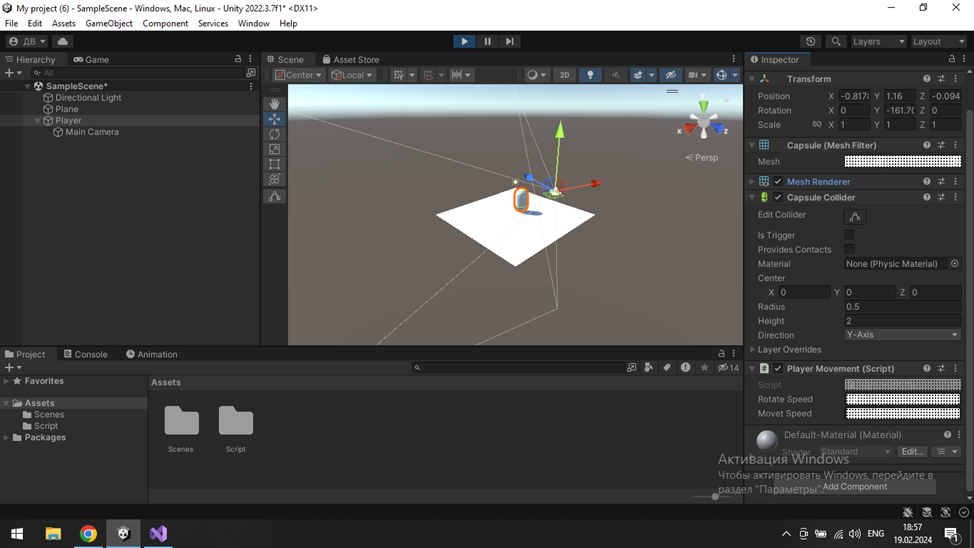 My project (6) - SampleScene - Windows, Mac, Linux - Unity 2022.3.7f1* <DX11>
File Edit Assets GameObject Component Services Window Help
ДВ Layers Layout
Hierarchy Game Scene Asset Store Inspector
All Center Local 2D
SampleScene*
Directional Light
Plane
Player
Main Camera
y
x
z
Persp
Transform
Position X -0.817 Y 1.16 Z -0.094
Rotation X 0 Y -161.70 Z 0
Scale X 1 Y 1 Z 1
Capsule (Mesh Filter)
Mesh
Mesh Renderer
Capsule Collider
Edit Collider
Is Trigger
Provides Contacts
Material None (Physic Material)
Center
X 0 Y 0 Z 0
Radius 0.5
Height 2
Direction Y-Axis
Layer Overrides
Player Movement (Script)
Script
Rotate Speed
Movet Speed
Default-Material (Material)
Shader Standard Edit...
Add Component
Project Console Animation
14
Favorites
Assets
Scenes
Script
Packages
Assets
Scenes Script
Активация Windows
Чтобы активировать Windows, перейдите в
раздел "Параметры".
ENG 18:57
19.02.2024
1